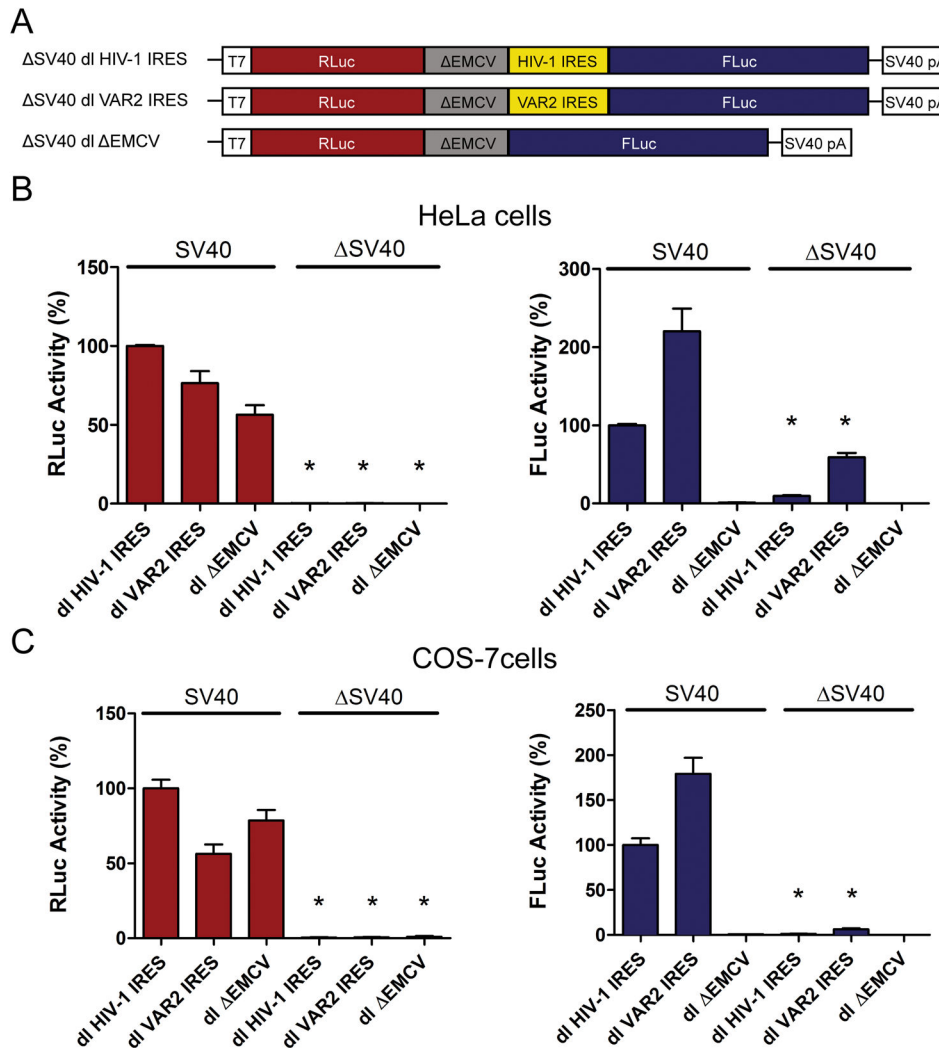 A
ΔSV40 dl HIV-1 IRES T7 RLuc ΔEMCV HIV-1 IRES FLuc SV40 pA
ΔSV40 dl VAR2 IRES T7 RLuc ΔEMCV VAR2 IRES FLuc SV40 pA
ΔSV40 dl ΔEMCV T7 RLuc ΔEMCV FLuc SV40 pA
B
HeLa cells
SV40 ΔSV40
RLuc Activity (%)
150
100
50
0
* * *
dl HIV-1 IRES
dl VAR2 IRES
dl ΔEMCV
dl HIV-1 IRES
dl VAR2 IRES
dl ΔEMCV
SV40 ΔSV40
FLuc Activity (%)
300
200
100
0
* *
dl HIV-1 IRES
dl VAR2 IRES
dl ΔEMCV
dl HIV-1 IRES
dl VAR2 IRES
dl ΔEMCV
C
COS-7cells
SV40 ΔSV40
RLuc Activity (%)
150
100
50
0
* * *
dl HIV-1 IRES
dl VAR2 IRES
dl ΔEMCV
dl HIV-1 IRES
dl VAR2 IRES
dl ΔEMCV
SV40 ΔSV40
FLuc Activity (%)
250
200
150
100
50
0
* *
dl HIV-1 IRES
dl VAR2 IRES
dl ΔEMCV
dl HIV-1 IRES
dl VAR2 IRES
dl ΔEMCV